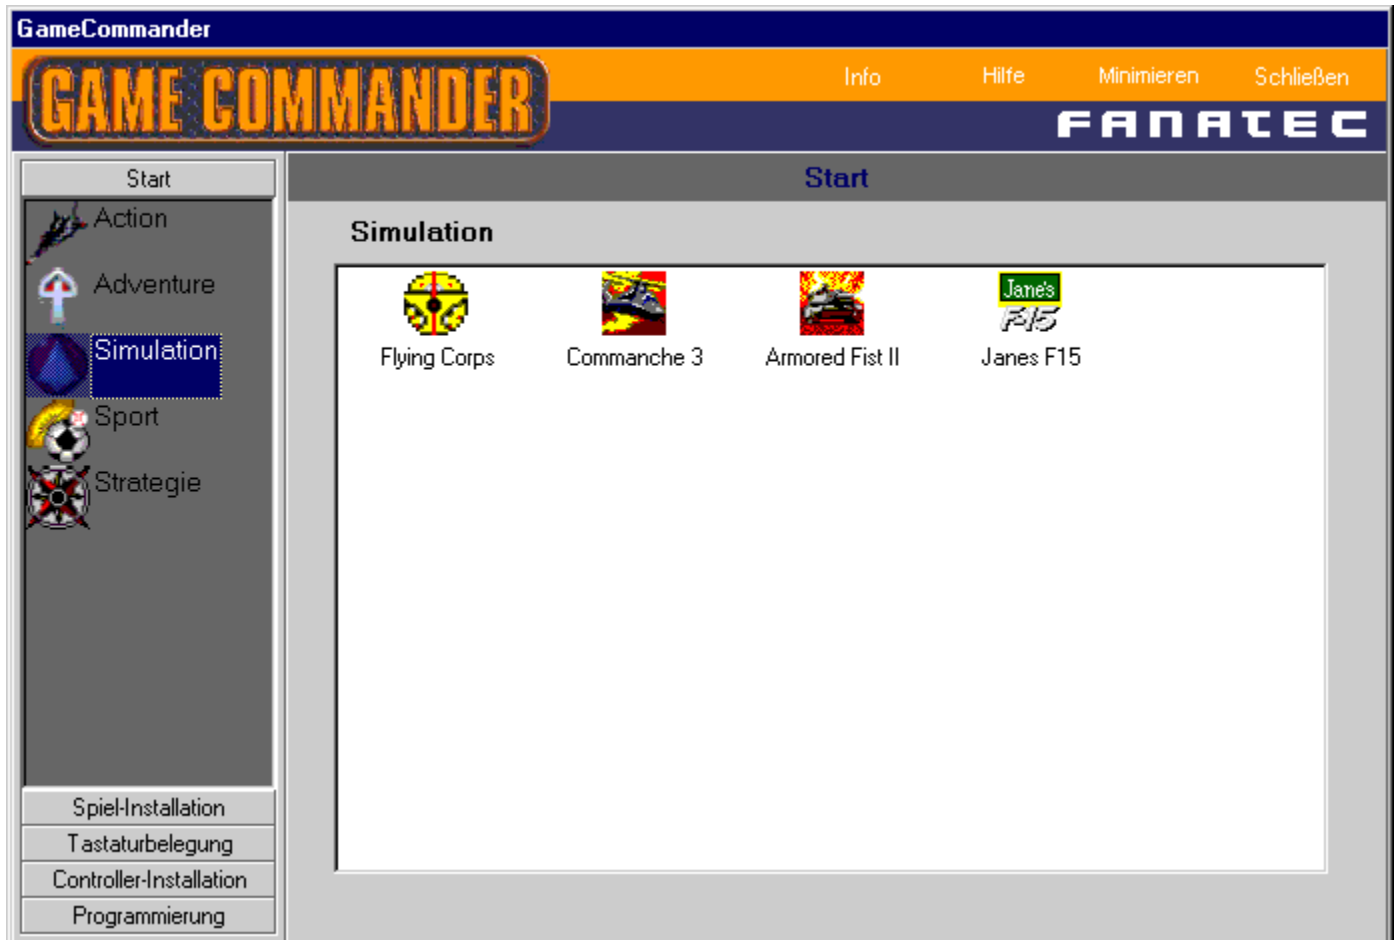 GameCommander
GAME COMMANDER
Info Hilfe Minimieren Schließen
FANATEC
Start
Action
Adventure
Simulation
Sport
Strategie
Spiel-Installation
Tastaturbelegung
Controller-Installation
Programmierung
Start
Simulation
Jane's
F-15
Flying Corps Commanche 3 Armored Fist II Janes F15